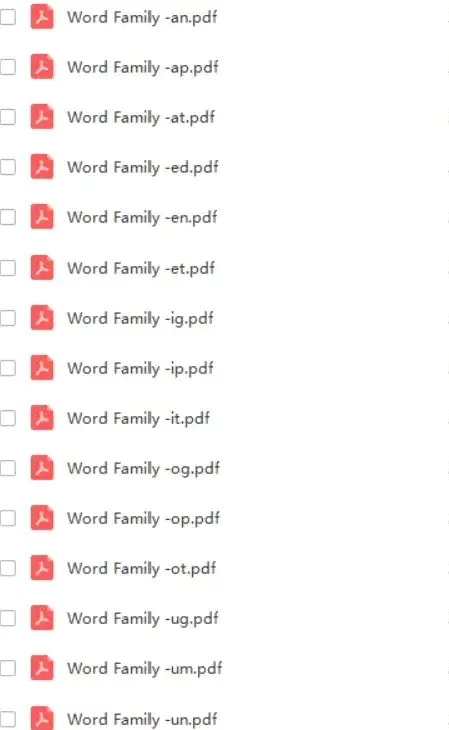 Word Family -an.pdf
Word Family -ap.pdf
Word Family -at.pdf
Word Family -ed.pdf
Word Family -en.pdf
Word Family -et.pdf
Word Family -ig.pdf
Word Family -ip.pdf
Word Family -it.pdf
Word Family -og.pdf
Word Family -op.pdf
Word Family -ot.pdf
Word Family -ug.pdf
Word Family -um.pdf
Word Family -un.pdf